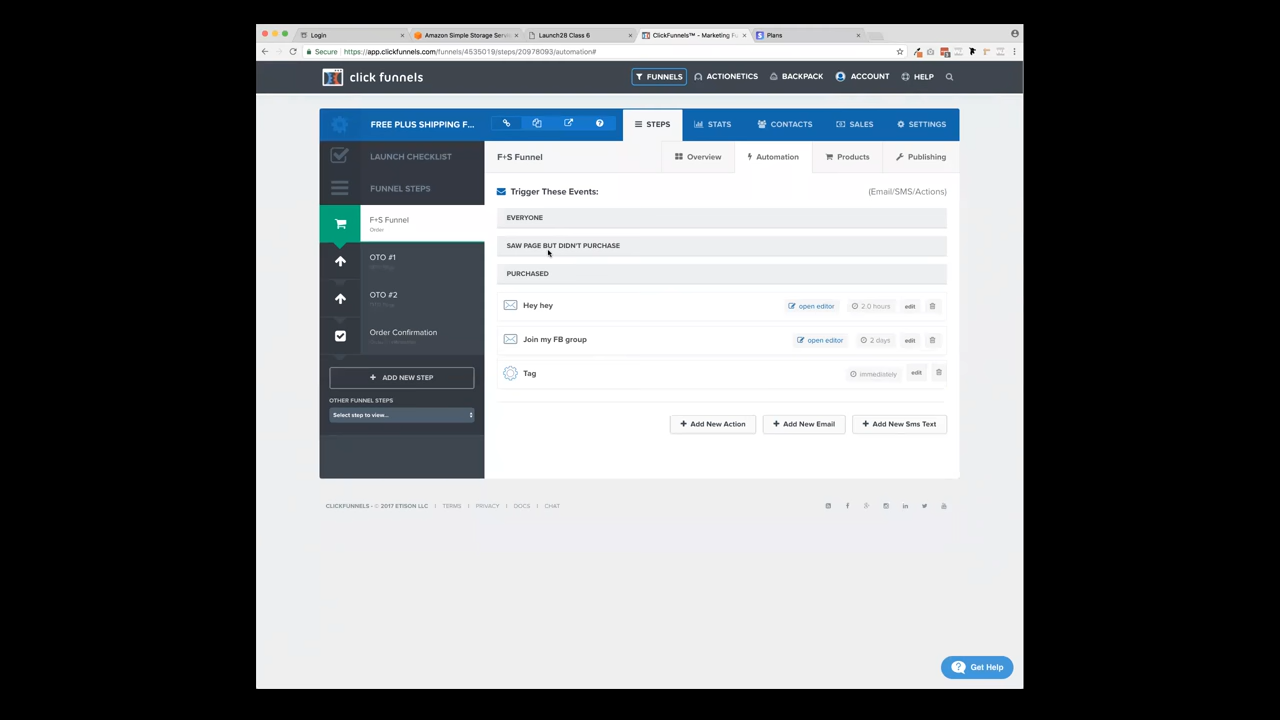 Login
Amazon Simple Storage Serv
Launch28 Class 6
ClickFunnels™ - Marketing F
Plans
Secure
https://app.clickfunnels.com/funnels/4535019/steps/20978093/automation#
click funnels
FUNNELS
ACTIONETICS
BACKPACK
ACCOUNT
HELP
FREE PLUS SHIPPING F...
STEPS
STATS
CONTACTS
SALES
SETTINGS
LAUNCH CHECKLIST
FUNNEL STEPS
F+S Funnel
Order
OTO #1
OTO #2
Order Confirmation
+ ADD NEW STEP
OTHER FUNNEL STEPS
Select step to view...
F+S Funnel
Overview
Automation
Products
Publishing
Trigger These Events:
(Email/SMS/Actions)
EVERYONE
SAW PAGE BUT DIDN'T PURCHASE
PURCHASED
Hey hey
open editor
2.0 hours
edit
Join my FB group
open editor
2 days
edit
Tag
immediately
edit
+ Add New Action
+ Add New Email
+ Add New Sms Text
CLICKFUNNELS - © 2017 ETISON LLC | TERMS | PRIVACY | DOCS | CHAT
Get Help